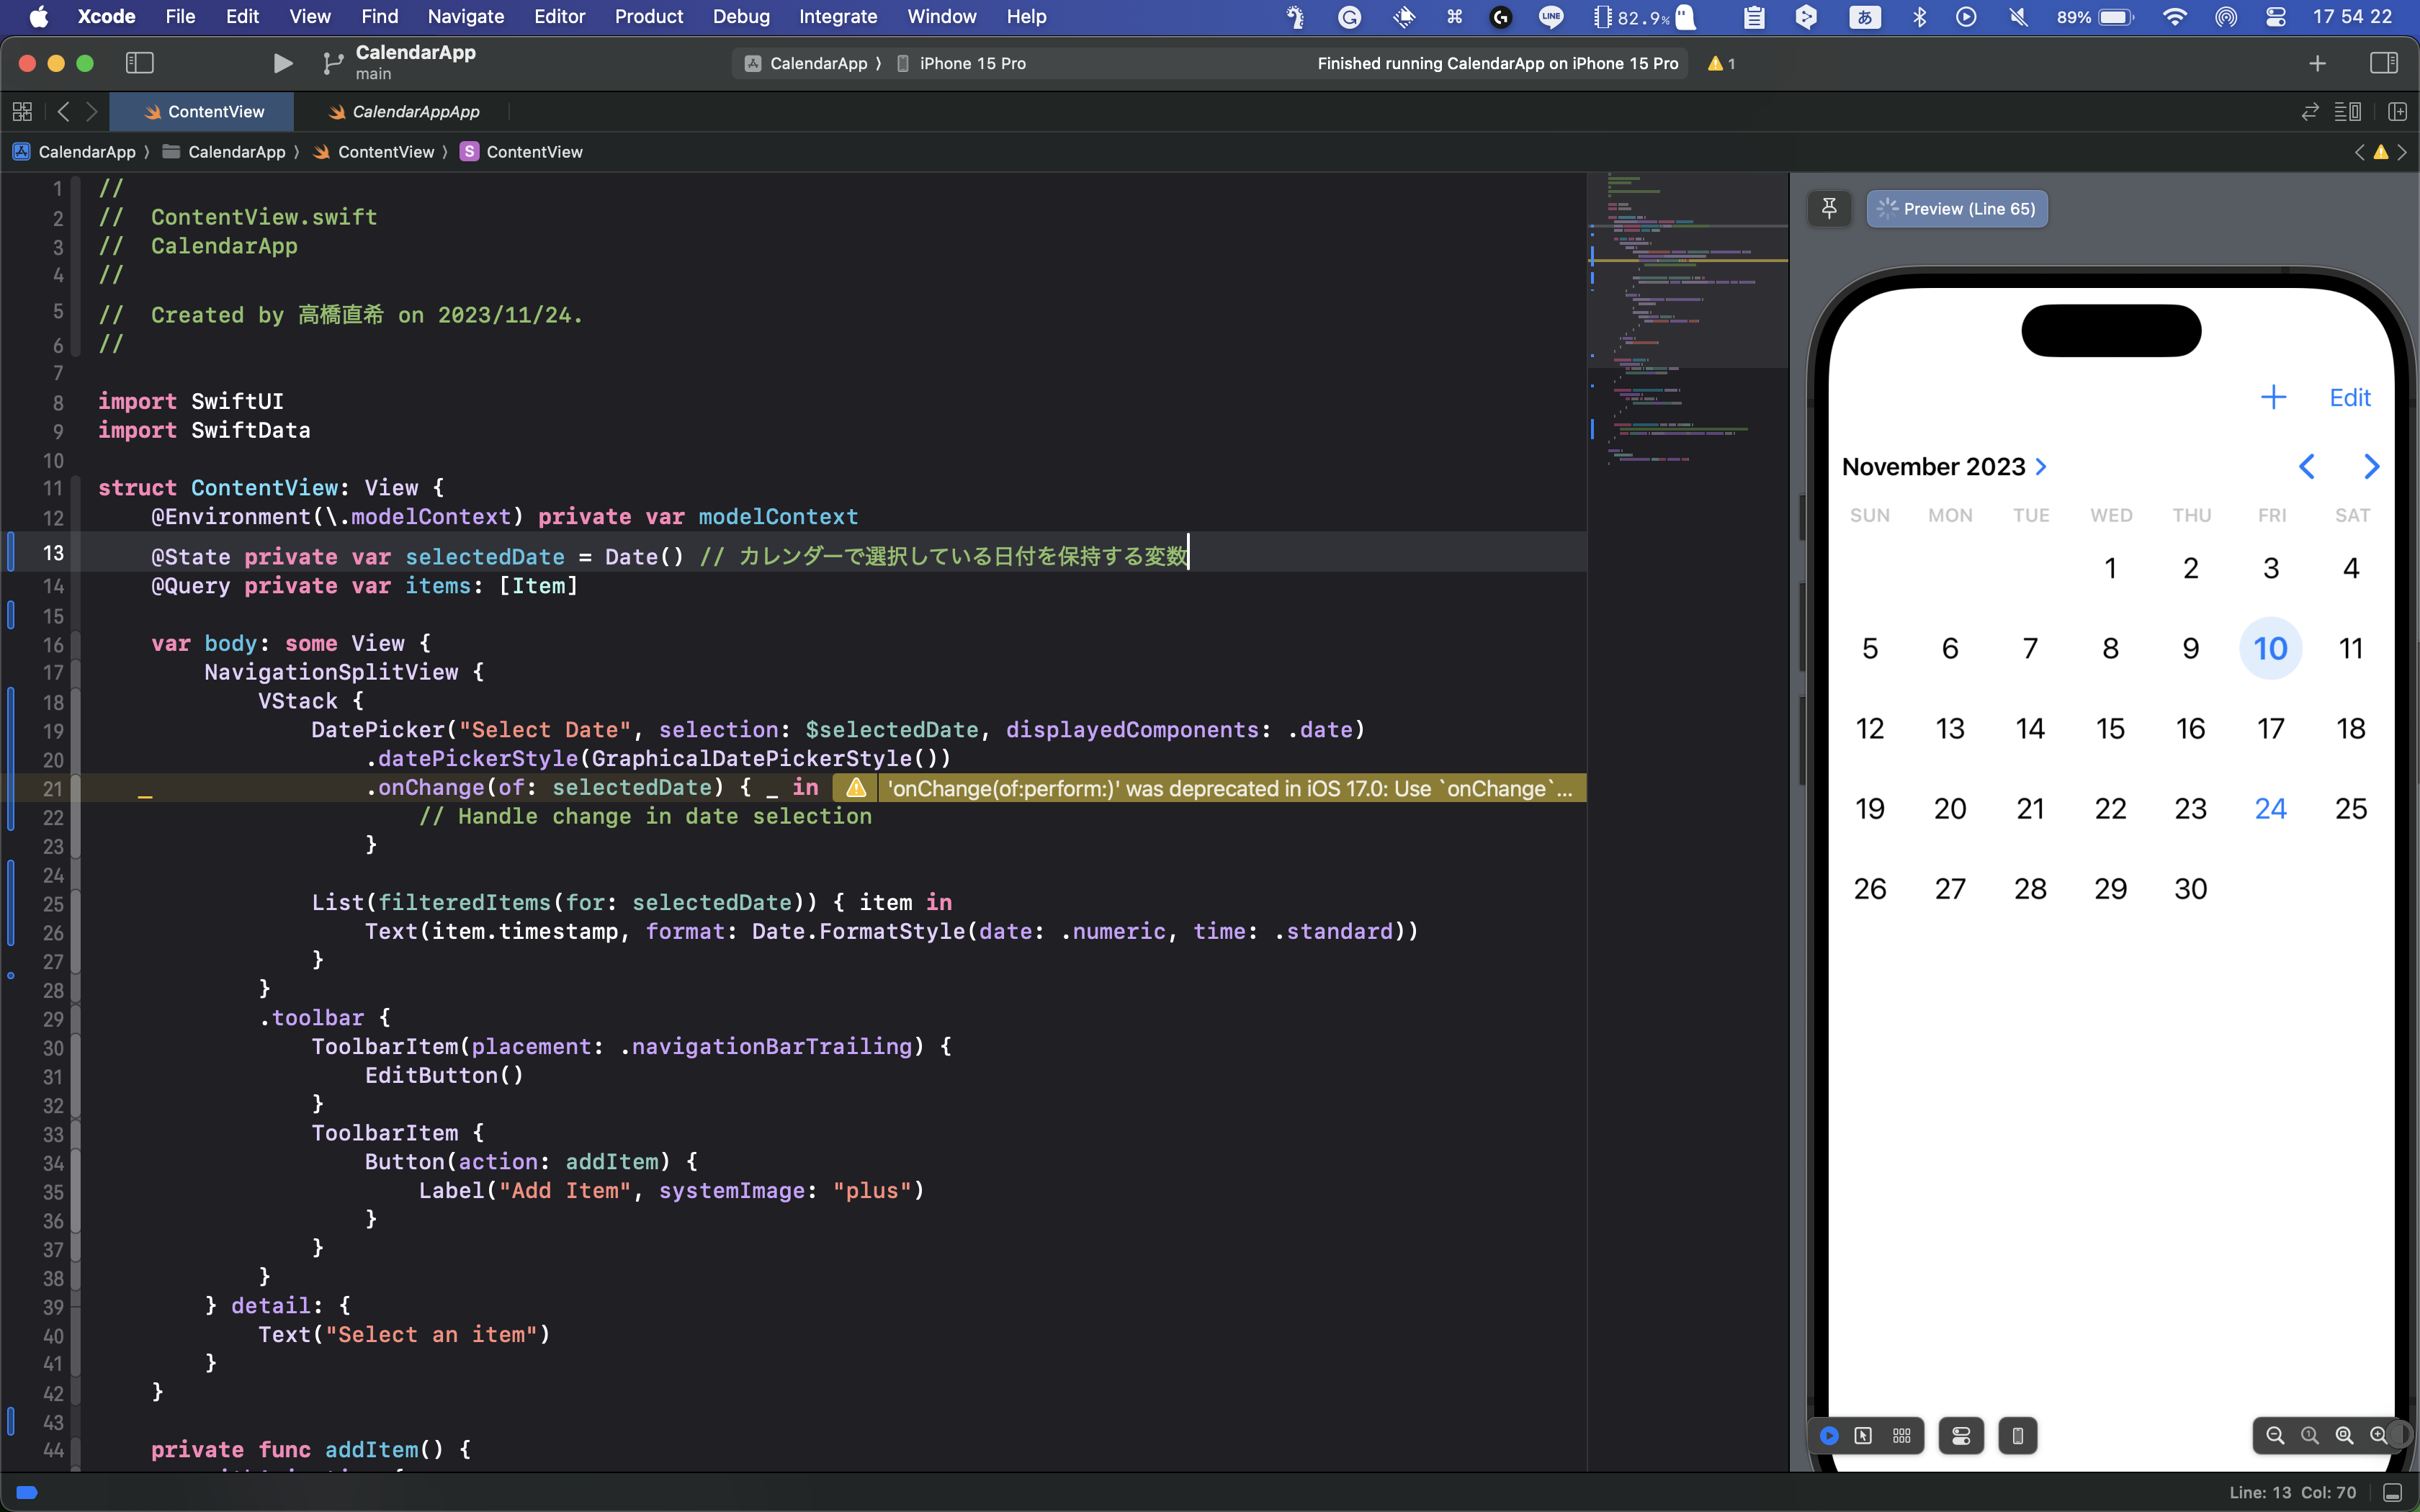 Xcode File Edit View Find Navigate Editor Product Debug Integrate Window Help LINE 82.9% あ 89% 17 54 22
CalendarApp
main
CalendarApp 〉 iPhone 15 Pro Finished running CalendarApp on iPhone 15 Pro 1
ContentView CalendarAppApp
CalendarApp 〉 CalendarApp 〉 ContentView 〉 S ContentView
1 //
2 //  ContentView.swift
3 //  CalendarApp
4 //
5 //  Created by 高橋直希 on 2023/11/24.
6 //
7
8 import SwiftUI
9 import SwiftData
10
11 struct ContentView: View {
12     @Environment(\.modelContext) private var modelContext
13     @State private var selectedDate = Date() // カレンダーで選択している日付を保持する変数
14     @Query private var items: [Item]
15
16     var body: some View {
17         NavigationSplitView {
18             VStack {
19                 DatePicker("Select Date", selection: $selectedDate, displayedComponents: .date)
20                     .datePickerStyle(GraphicalDatePickerStyle())
21                     .onChange(of: selectedDate) { _ in 'onChange(of:perform:)' was deprecated in iOS 17.0: Use `onChange`...
22                         // Handle change in date selection
23                     }
24
25                 List(filteredItems(for: selectedDate)) { item in
26                     Text(item.timestamp, format: Date.FormatStyle(date: .numeric, time: .standard))
27                 }
28             }
29             .toolbar {
30                 ToolbarItem(placement: .navigationBarTrailing) {
31                     EditButton()
32                 }
33                 ToolbarItem {
34                     Button(action: addItem) {
35                         Label("Add Item", systemImage: "plus")
36                     }
37                 }
38             }
39         } detail: {
40             Text("Select an item")
41         }
42     }
43
44     private func addItem() {
Preview (Line 65)
Edit
November 2023
SUN MON TUE WED THU FRI SAT
1 2 3 4
5 6 7 8 9 10 11
12 13 14 15 16 17 18
19 20 21 22 23 24 25
26 27 28 29 30
Line: 13 Col: 70